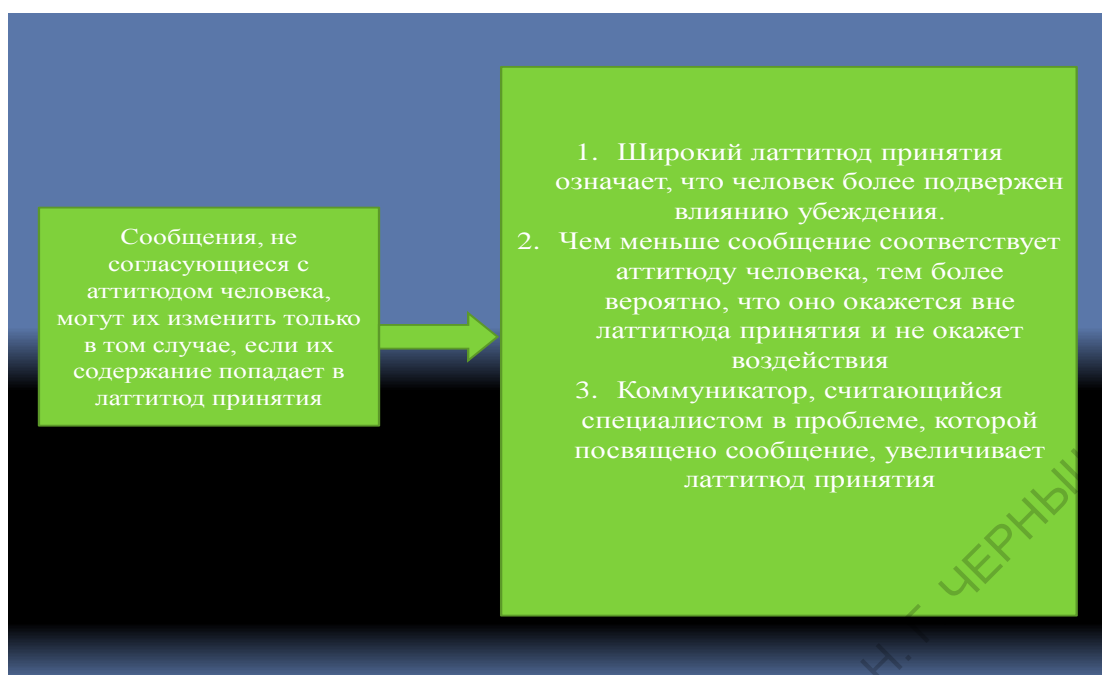 Сообщения, не
согласующиеся с
аттитюдом человека,
могут их изменить только
в том случае, если их
содержание попадает в
латтитюд принятия
1. Широкий латтитюд принятия
означает, что человек более подвержен
влиянию убеждения.
2. Чем меньше сообщение соответствует
аттитюду человека, тем более
вероятно, что оно окажется вне
латтитюда принятия и не окажет
воздействия
3. Коммуникатор, считающийся
специалистом в проблеме, которой
посвящено сообщение, увеличивает
латтитюд принятия